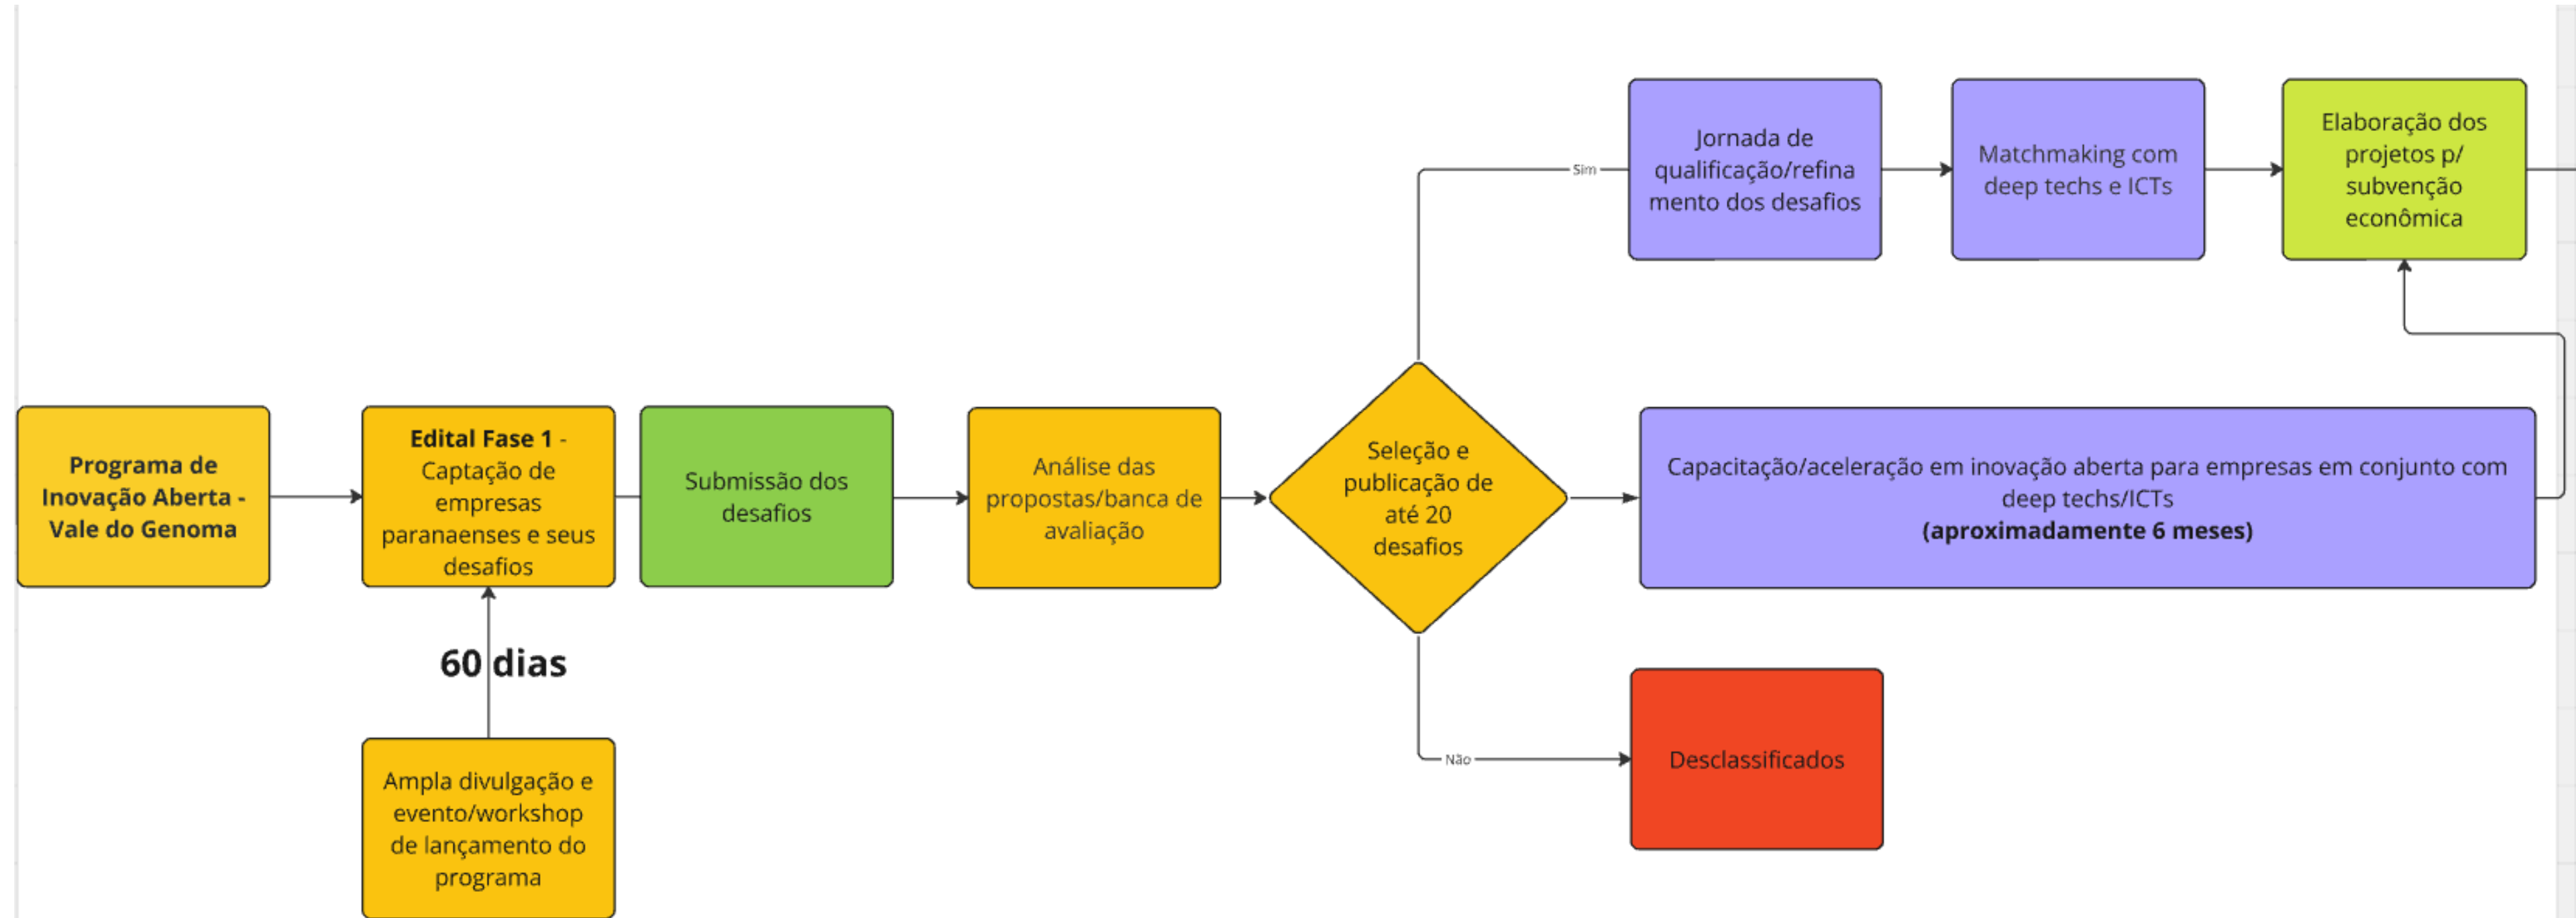 Programa de
Inovação Aberta -
Vale do Genoma
Edital Fase 1 -
Captação de
empresas
paranaenses e seus
desafios
60 dias
Ampla divulgação e
evento/workshop
de lançamento do
programa
Submissão dos
desafios
Análise das
propostas/banca de
avaliação
Seleção e
publicação de
até 20
desafios
Sim
Jornada de
qualificação/refina
mento dos desafios
Matchmaking com
deep techs e ICTs
Elaboração dos
projetos p/
subvenção
econômica
Capacitação/aceleração em inovação aberta para empresas em conjunto com
deep techs/ICTs
(aproximadamente 6 meses)
Não
Desclassificados